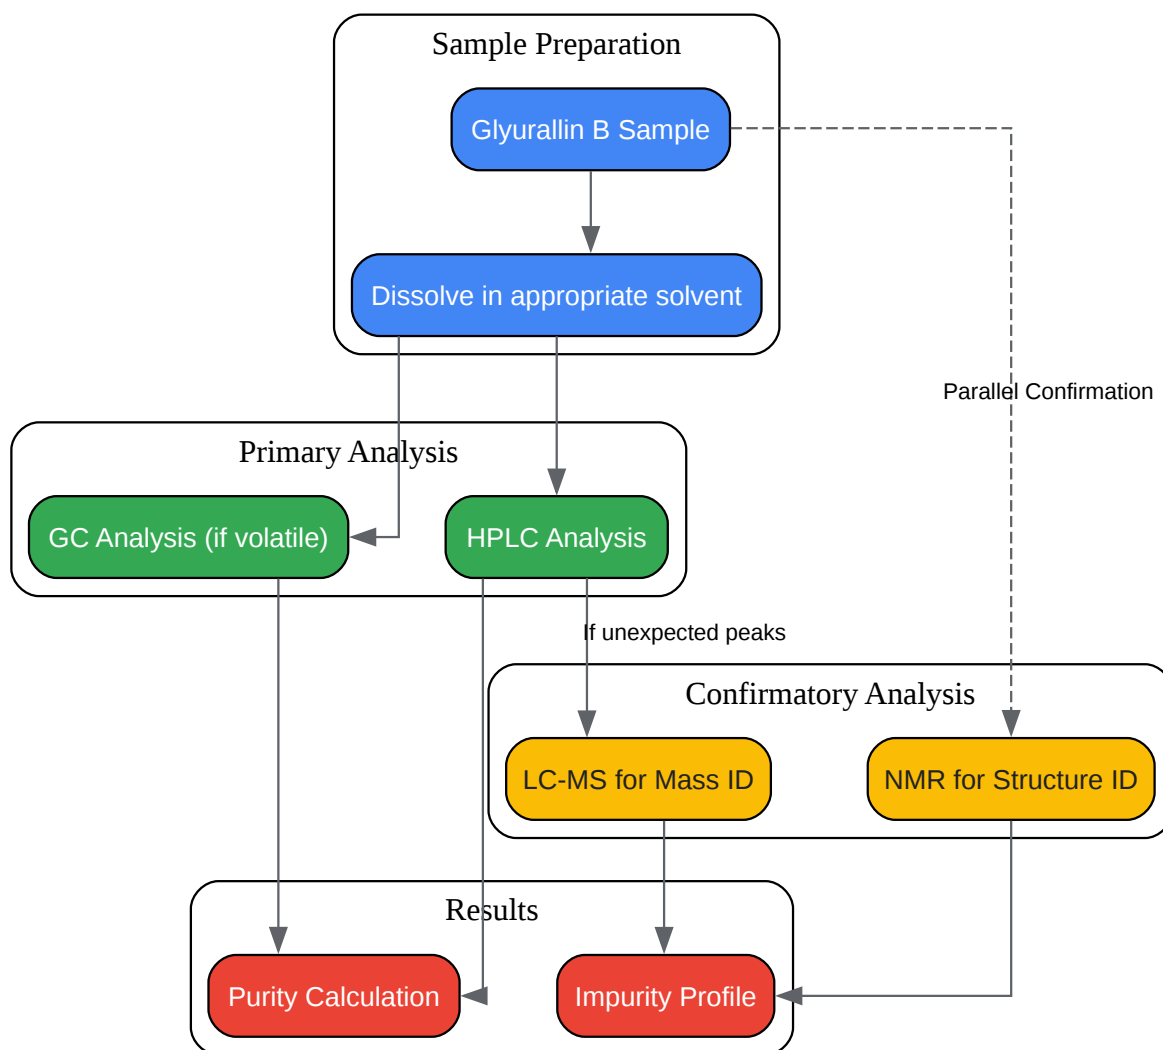 Sample Preparation
Glyurallin B Sample
Dissolve in appropriate solvent
Parallel Confirmation
Primary Analysis
GC Analysis (if volatile)
HPLC Analysis
If unexpected peaks
Confirmatory Analysis
LC-MS for Mass ID
NMR for Structure ID
Results
Purity Calculation
Impurity Profile